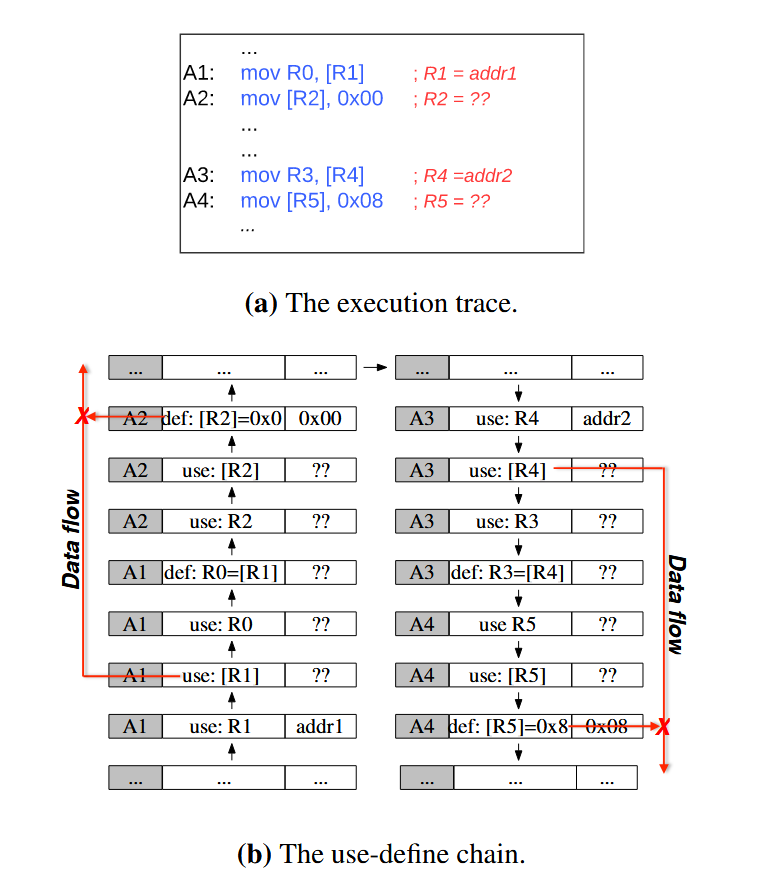 ...
A1: mov R0, [R1] ; R1 = addr1
A2: mov [R2], 0x00 ; R2 = ??
...
...
A3: mov R3, [R4] ; R4 =addr2
A4: mov [R5], 0x08 ; R5 = ??
...
(a) The execution trace.
... ... ...
X A2 def: [R2]=0x0 0x00
A2 use: [R2] ??
A2 use: R2 ??
A1 def: R0=[R1] ??
A1 use: R0 ??
A1 use: [R1] ??
A1 use: R1 addr1
... ... ...
Data flow
... ... ...
A3 use: R4 addr2
A3 use: [R4] ??
A3 use: R3 ??
A3 def: R3=[R4] ??
A4 use R5 ??
A4 use: [R5] ??
A4 def: [R5]=0x8 0x08 X
... ... ...
Data flow
(b) The use-define chain.